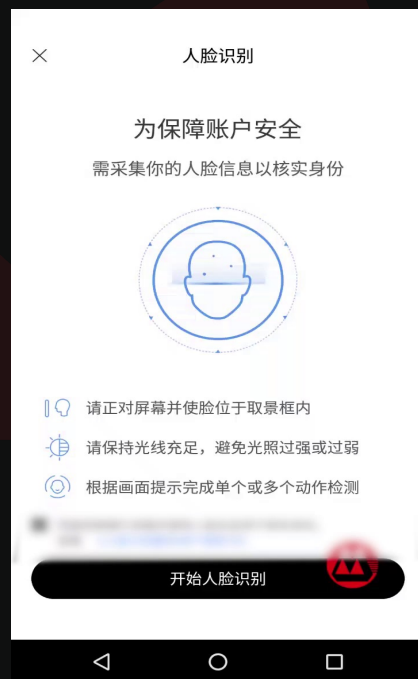 人脸识别
为保障账户安全
需采集你的人脸信息以核实身份
请正对屏幕并使脸位于取景框内
请保持光线充足，避免光照过强或过弱
根据画面提示完成单个或多个动作检测
开始人脸识别